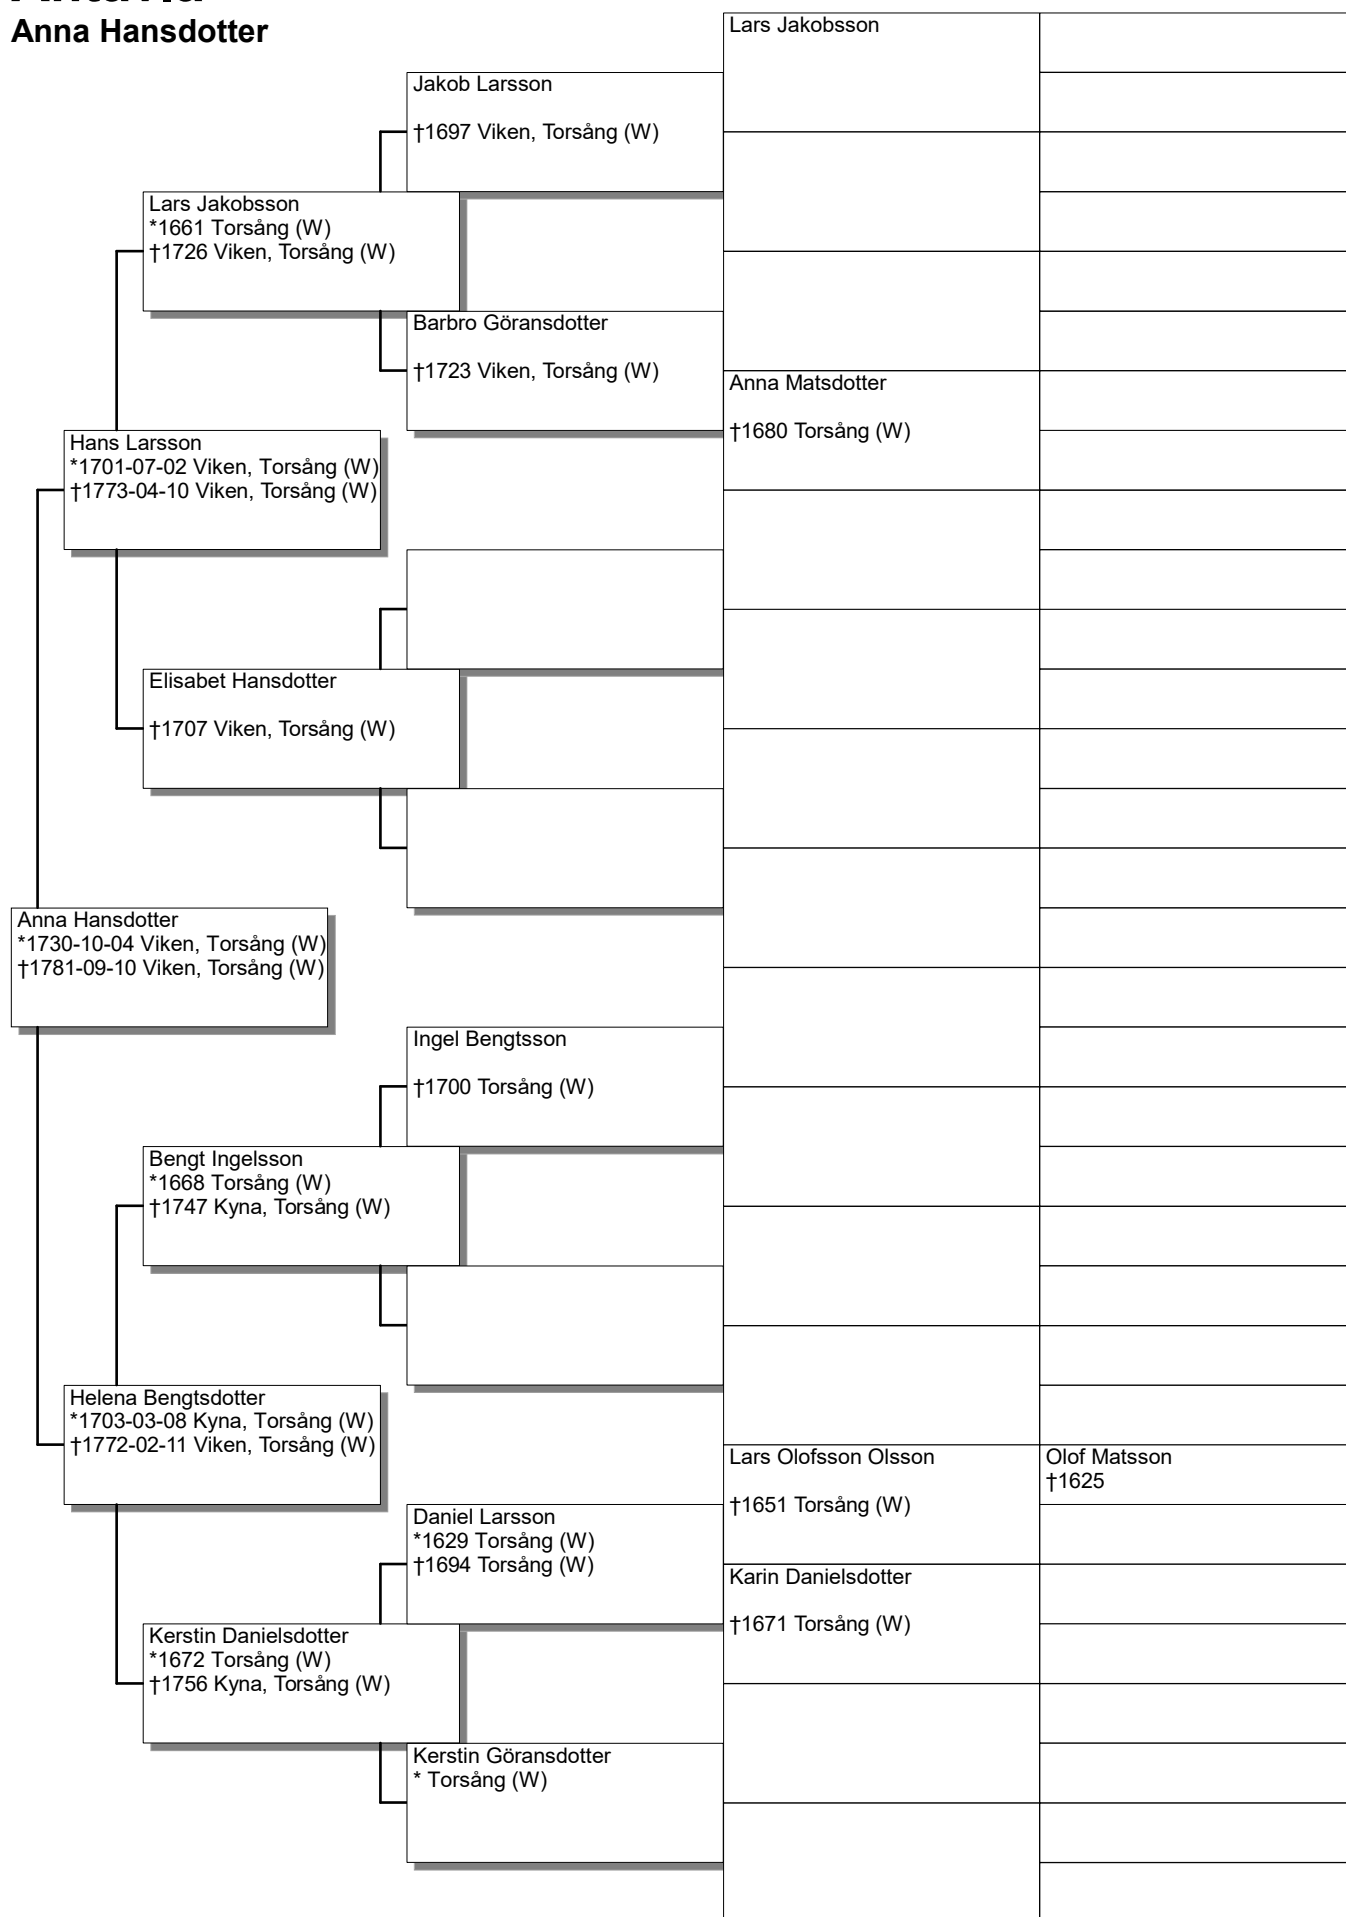 Anna Hansdotter
Lars Jakobsson
Jakob Larsson
†1697 Viken, Torsång (W)
Lars Jakobsson
*1661 Torsång (W)
†1726 Viken, Torsång (W)
Barbro Göransdotter
†1723 Viken, Torsång (W)
Anna Matsdotter
†1680 Torsång (W)
Hans Larsson
*1701-07-02 Viken, Torsång (W)
†1773-04-10 Viken, Torsång (W)
Elisabet Hansdotter
†1707 Viken, Torsång (W)
Anna Hansdotter
*1730-10-04 Viken, Torsång (W)
†1781-09-10 Viken, Torsång (W)
Ingel Bengtsson
†1700 Torsång (W)
Bengt Ingelsson
*1668 Torsång (W)
†1747 Kyna, Torsång (W)
Helena Bengtsdotter
*1703-03-08 Kyna, Torsång (W)
†1772-02-11 Viken, Torsång (W)
Lars Olofsson Olsson
†1651 Torsång (W)
Olof Matsson
†1625
Daniel Larsson
*1629 Torsång (W)
†1694 Torsång (W)
Karin Danielsdotter
†1671 Torsång (W)
Kerstin Danielsdotter
*1672 Torsång (W)
†1756 Kyna, Torsång (W)
Kerstin Göransdotter
* Torsång (W)